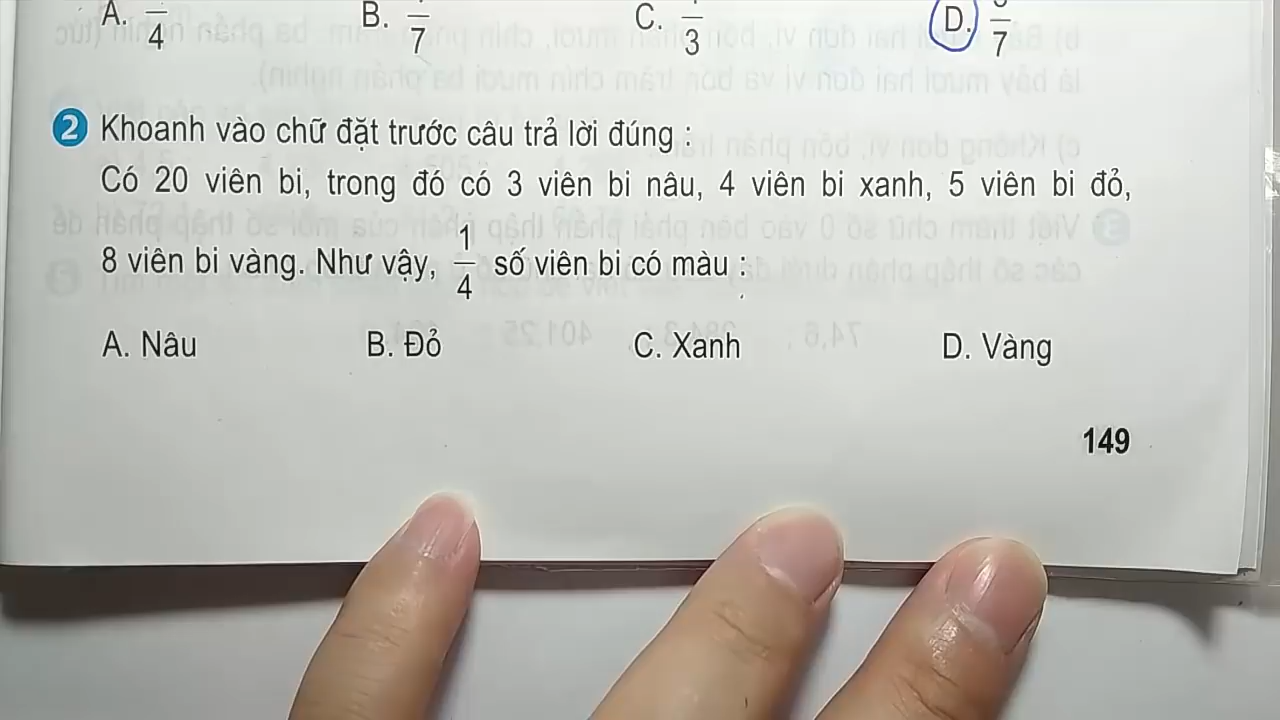 A. /4 B. /7 C. /3 D. /7
2 Khoanh vào chữ đặt trước câu trả lời đúng :
Có 20 viên bi, trong đó có 3 viên bi nâu, 4 viên bi xanh, 5 viên bi đỏ,
8 viên bi vàng. Như vậy, 1/4 số viên bi có màu :
A. Nâu B. Đỏ C. Xanh D. Vàng
149